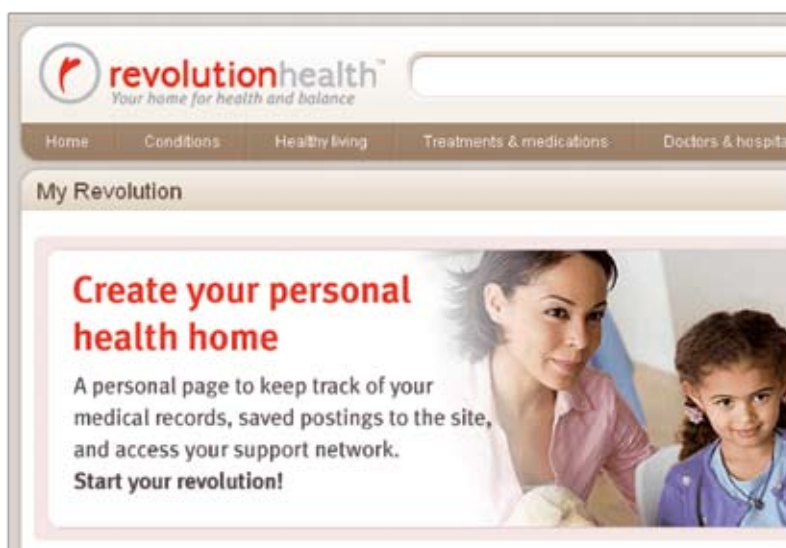 revolutionhealth™
Your home for health and balance
Home Conditions Healthy living Treatments & medications Doctors & hospita
My Revolution
Create your personal
health home
A personal page to keep track of your
medical records, saved postings to the site,
and access your support network.
Start your revolution!